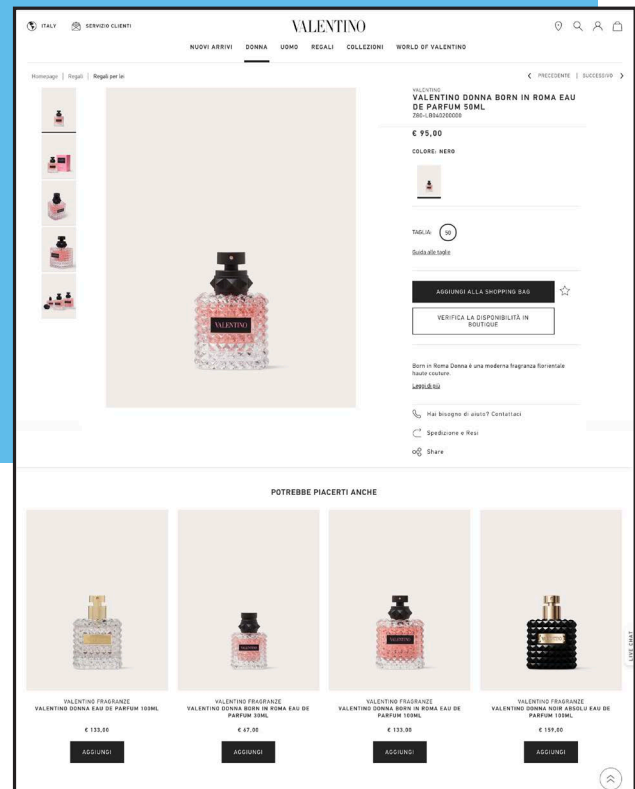 ITALY
SERVIZIO CLIENTI
VALENTINO
NUOVI ARRIVI DONNA UOMO REGALI COLLEZIONI WORLD OF VALENTINO
Homepage | Regali | Regali per lei
PRECEDENTE | SUCCESSIVO
VALENTINO
VALENTINO DONNA BORN IN ROMA EAU
DE PARFUM 50ML
Z80-LB040200000
€ 95,00
COLORE: NERO
TAGLIA: 50
Guida alle taglie
AGGIUNGI ALLA SHOPPING BAG
VERIFICA LA DISPONIBILITÀ IN
BOUTIQUE
Born in Roma Donna è una moderna fragranza florientale
haute couture.
Leggi di più
Hai bisogno di aiuto? Contattaci
Spedizione e Resi
Share
VALENTINO
POTREBBE PIACERTI ANCHE
VALENTINO FRAGRANZE
VALENTINO DONNA EAU DE PARFUM 100ML
€ 133,00
AGGIUNGI
VALENTINO FRAGRANZE
VALENTINO DONNA BORN IN ROMA EAU DE
PARFUM 30ML
€ 67,00
AGGIUNGI
VALENTINO FRAGRANZE
VALENTINO DONNA BORN IN ROMA EAU DE
PARFUM 100ML
€ 133,00
AGGIUNGI
VALENTINO FRAGRANZE
VALENTINO DONNA NOIR ABSOLU EAU DE
PARFUM 100ML
€ 159,00
AGGIUNGI
LIVE CHAT